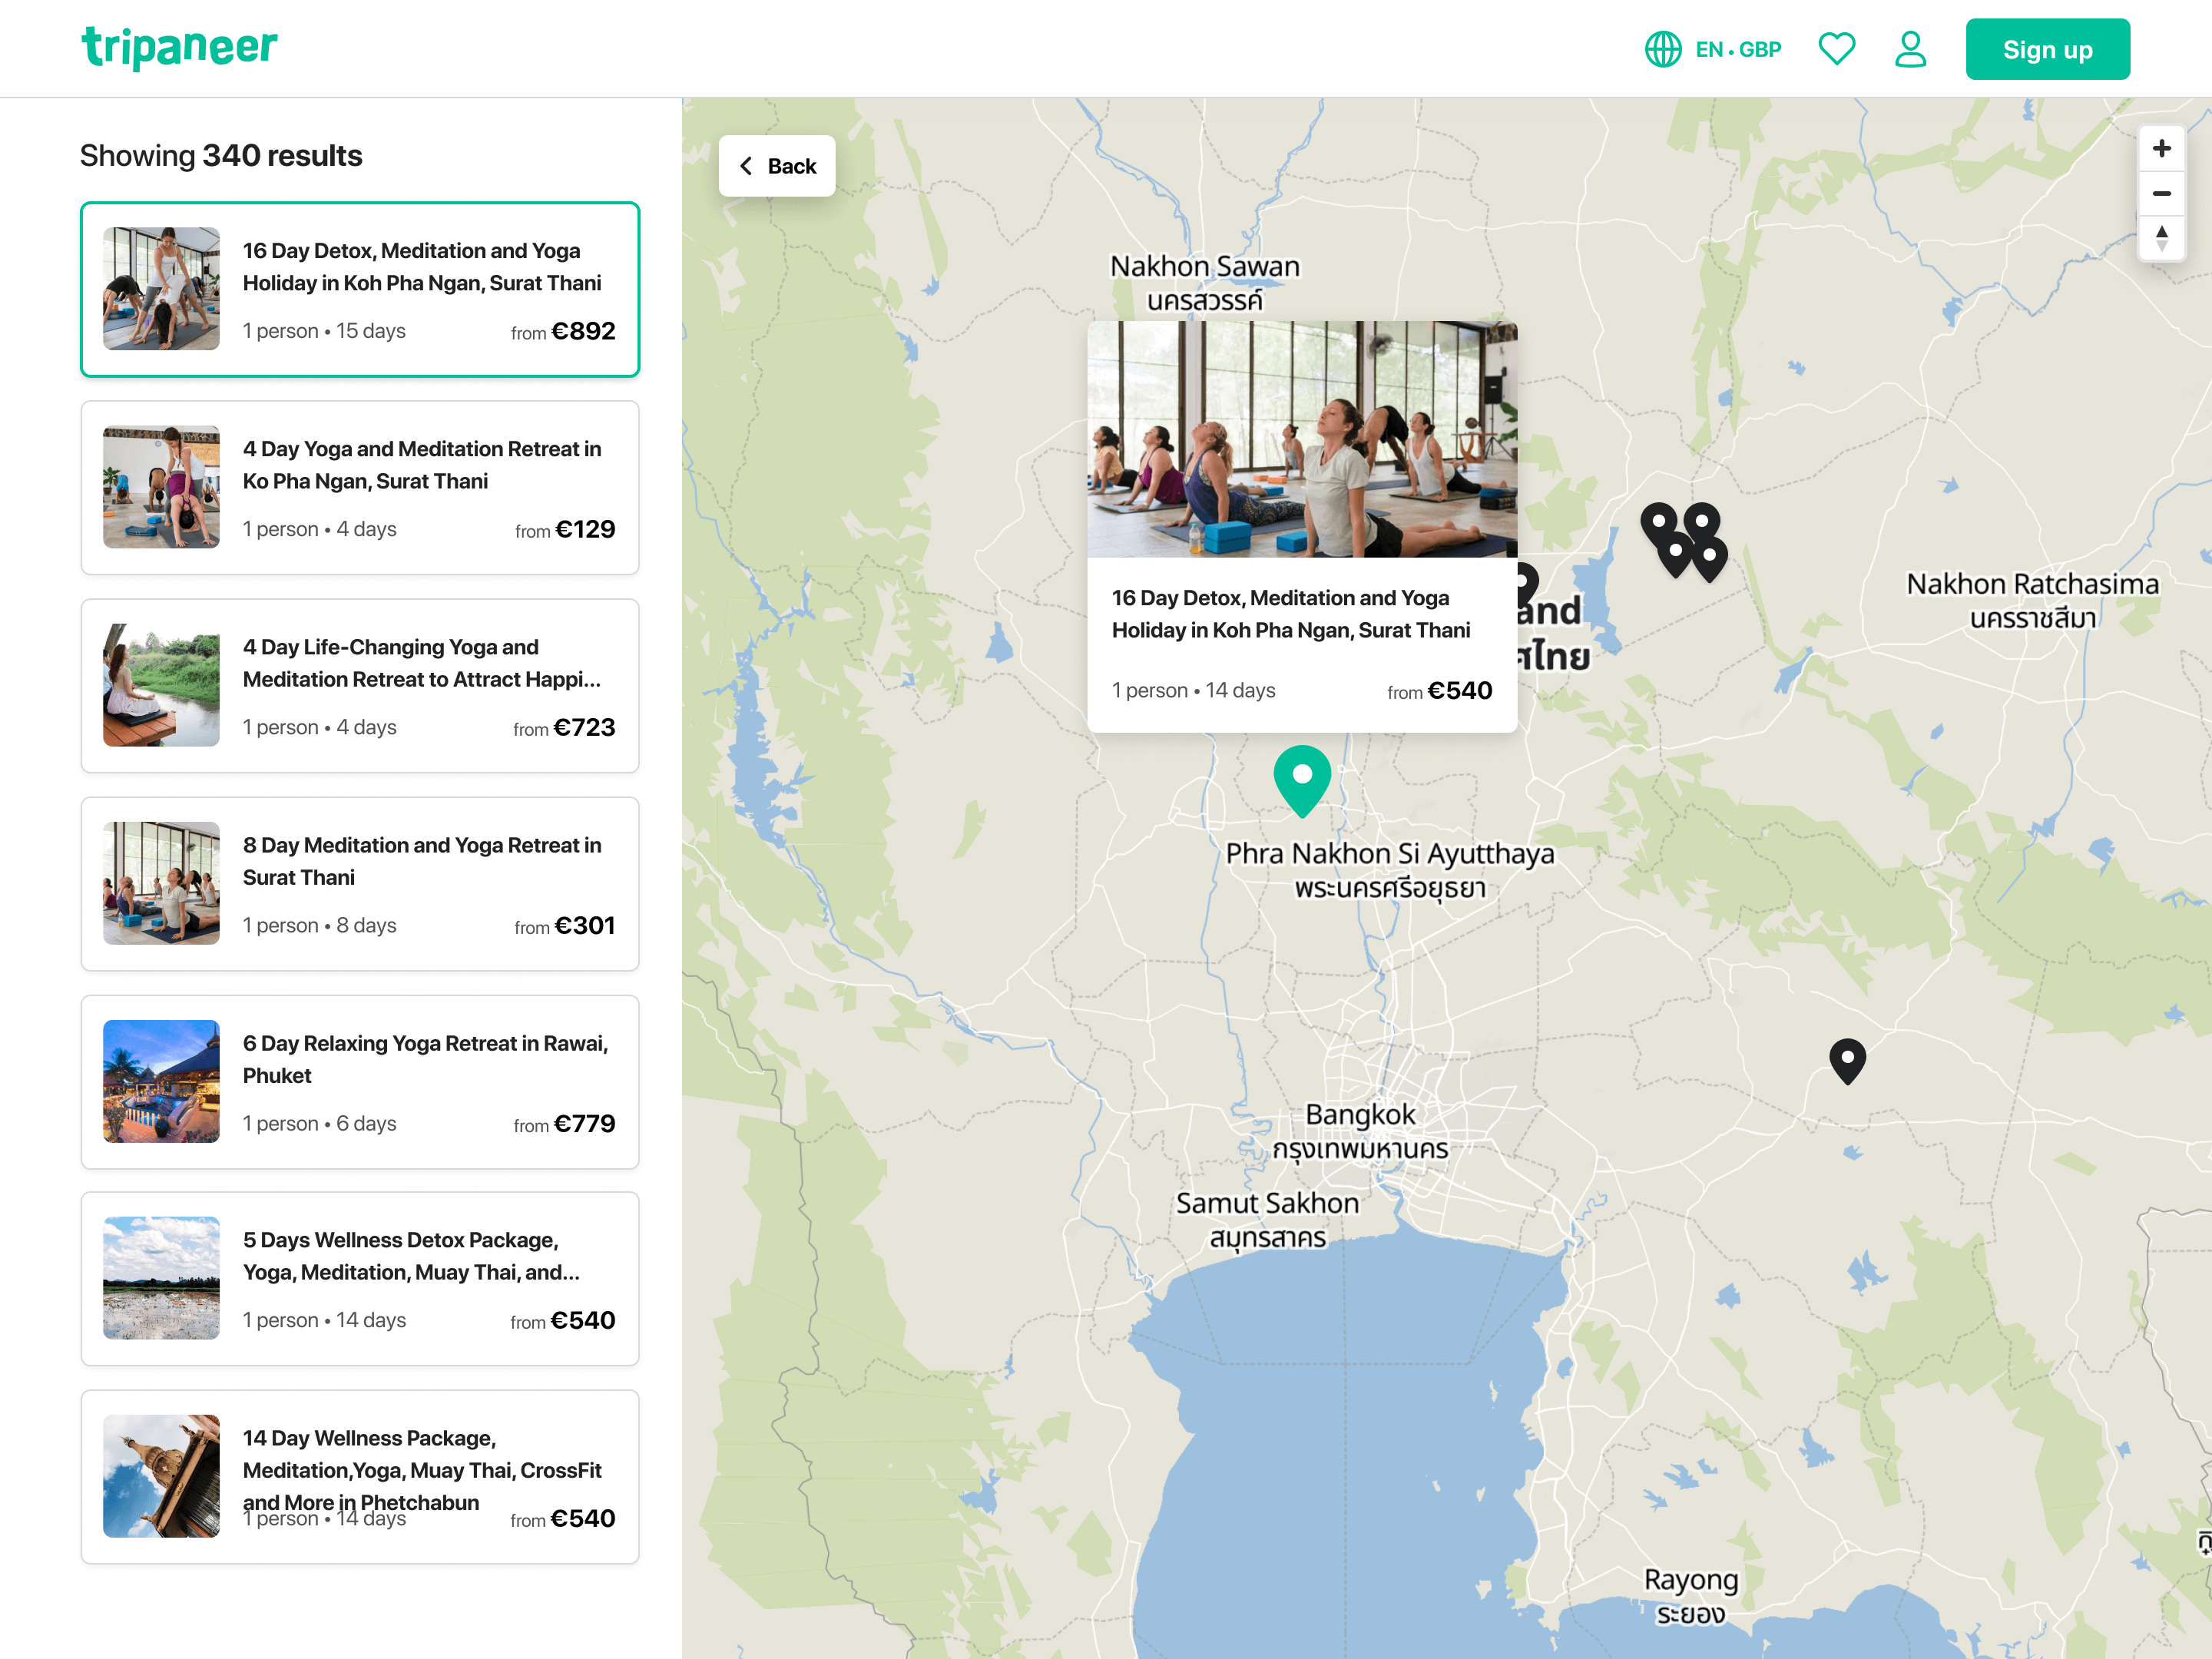 tripaneer
EN • GBP
Sign up
Showing 340 results
16 Day Detox, Meditation and Yoga
Holiday in Koh Pha Ngan, Surat Thani
1 person • 15 days
from €892
4 Day Yoga and Meditation Retreat in
Ko Pha Ngan, Surat Thani
1 person • 4 days
from €129
4 Day Life-Changing Yoga and
Meditation Retreat to Attract Happi...
1 person • 4 days
from €723
8 Day Meditation and Yoga Retreat in
Surat Thani
1 person • 8 days
from €301
6 Day Relaxing Yoga Retreat in Rawai,
Phuket
1 person • 6 days
from €779
5 Days Wellness Detox Package,
Yoga, Meditation, Muay Thai, and...
1 person • 14 days
from €540
14 Day Wellness Package,
Meditation,Yoga, Muay Thai, CrossFit
and More in Phetchabun
1 person • 14 days
from €540
Back
Nakhon Sawan
นครสวรรค์
16 Day Detox, Meditation and Yoga
Holiday in Koh Pha Ngan, Surat Thani
1 person • 14 days
from €540
and
ศไทย
Nakhon Ratchasima
นครราชสีมา
Phra Nakhon Si Ayutthaya
พระนครศรีอยุธยา
Bangkok
กรุงเทพมหานคร
Samut Sakhon
สมุทรสาคร
Rayong
ระยอง